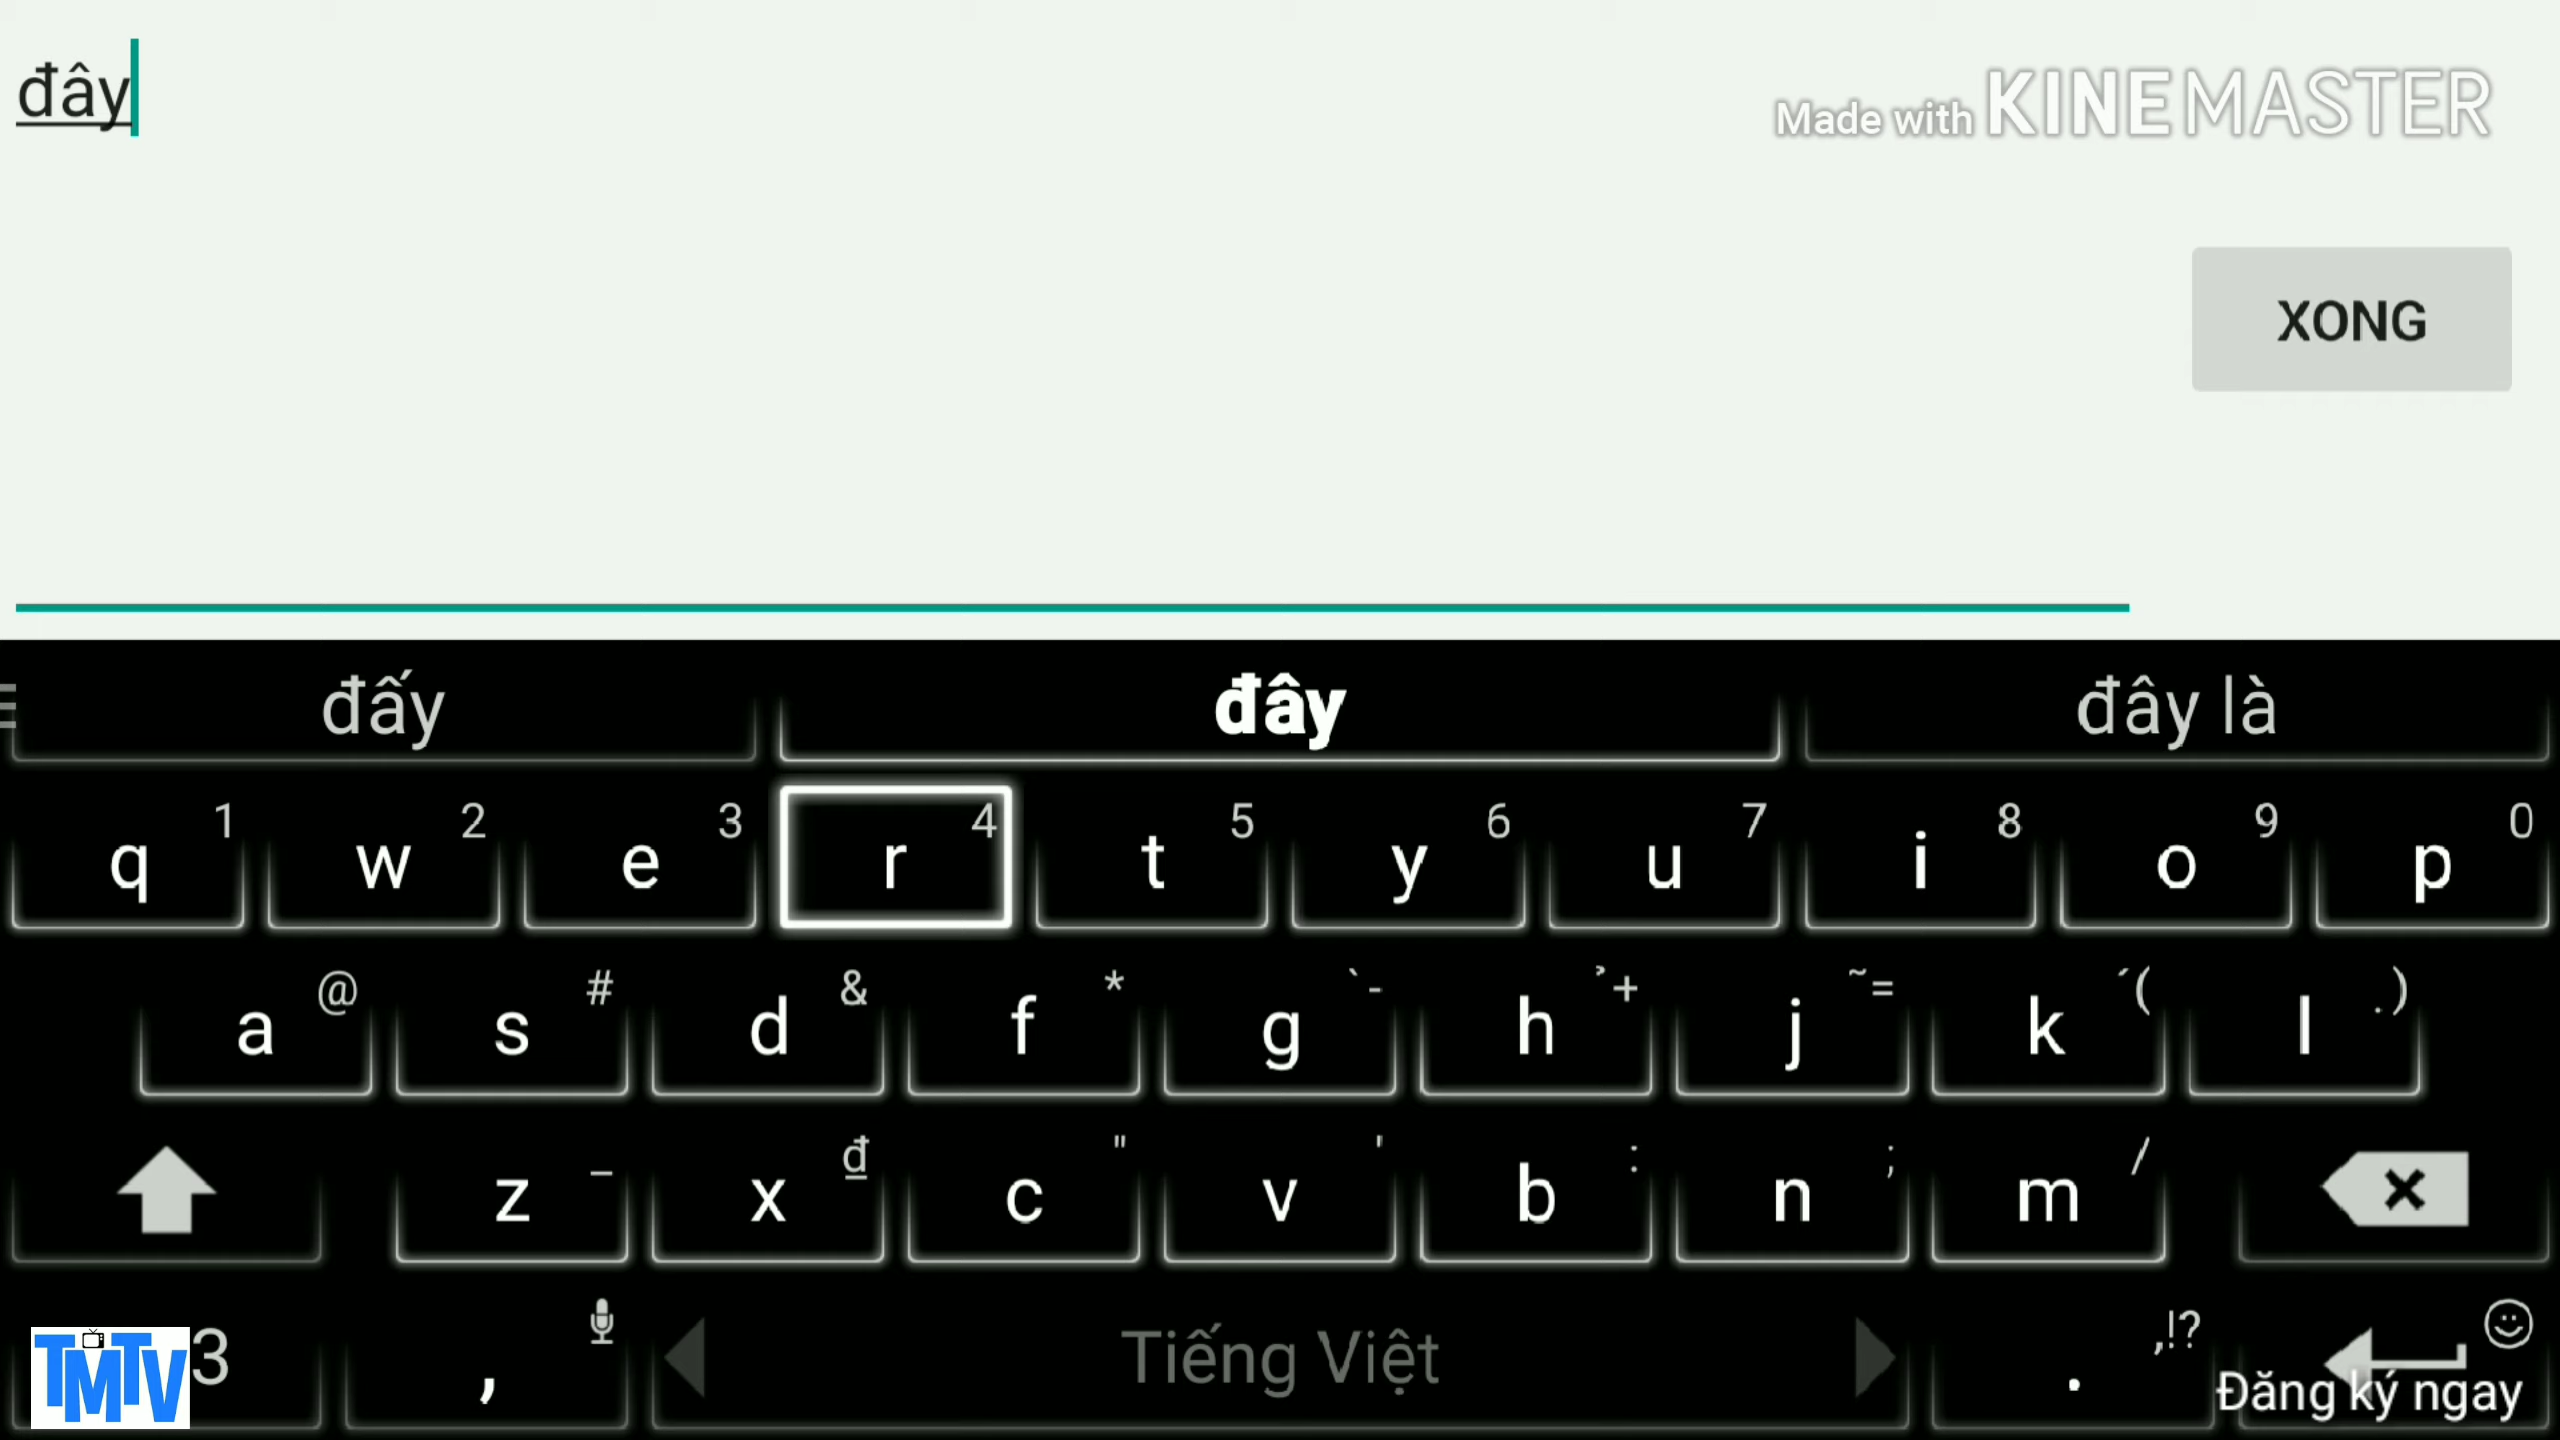 đây
Made with KINEMASTER
XONG
đấy đây đây là
q 1 w 2 e 3 r 4 t 5 y 6 u 7 i 8 o 9 p 0
a @ s # d & f * g ` - h ̉ + j ~ = k ´ ( l . )
z _ x ₫ c " v ' b : n ; m /
TMTV 3 , Tiếng Việt . ,!?
Đăng ký ngay